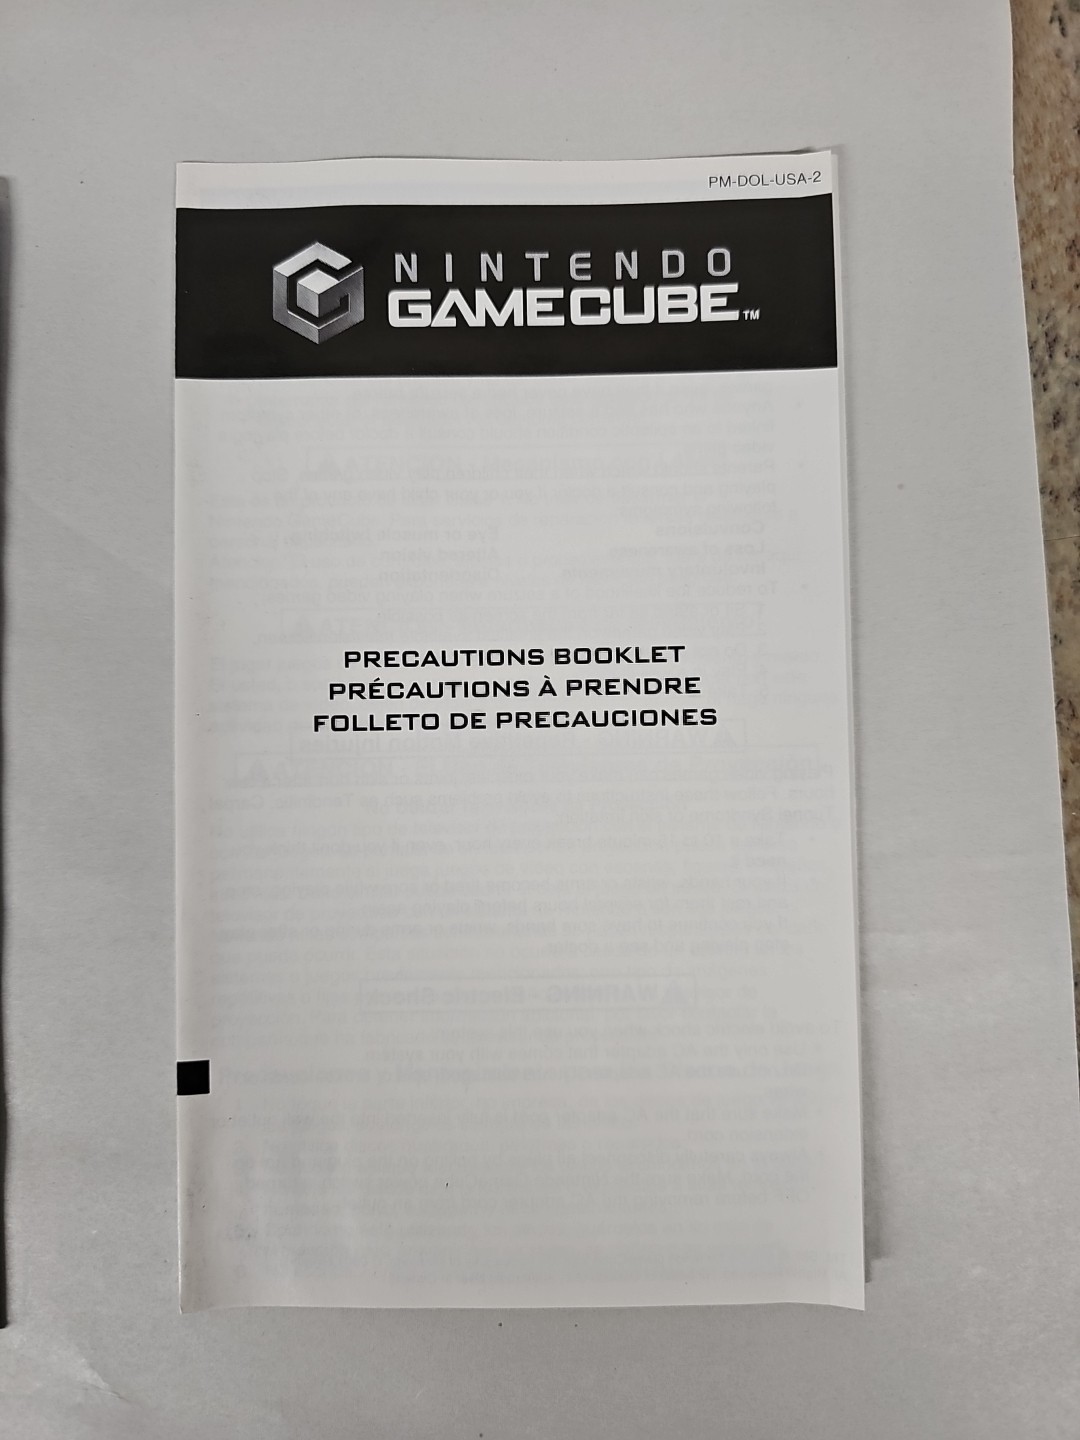 PM-DOL-USA-2
NINTENDO
GAMECUBE™
PRECAUTIONS BOOKLET
PRÉCAUTIONS À PRENDRE
FOLLETO DE PRECAUCIONES